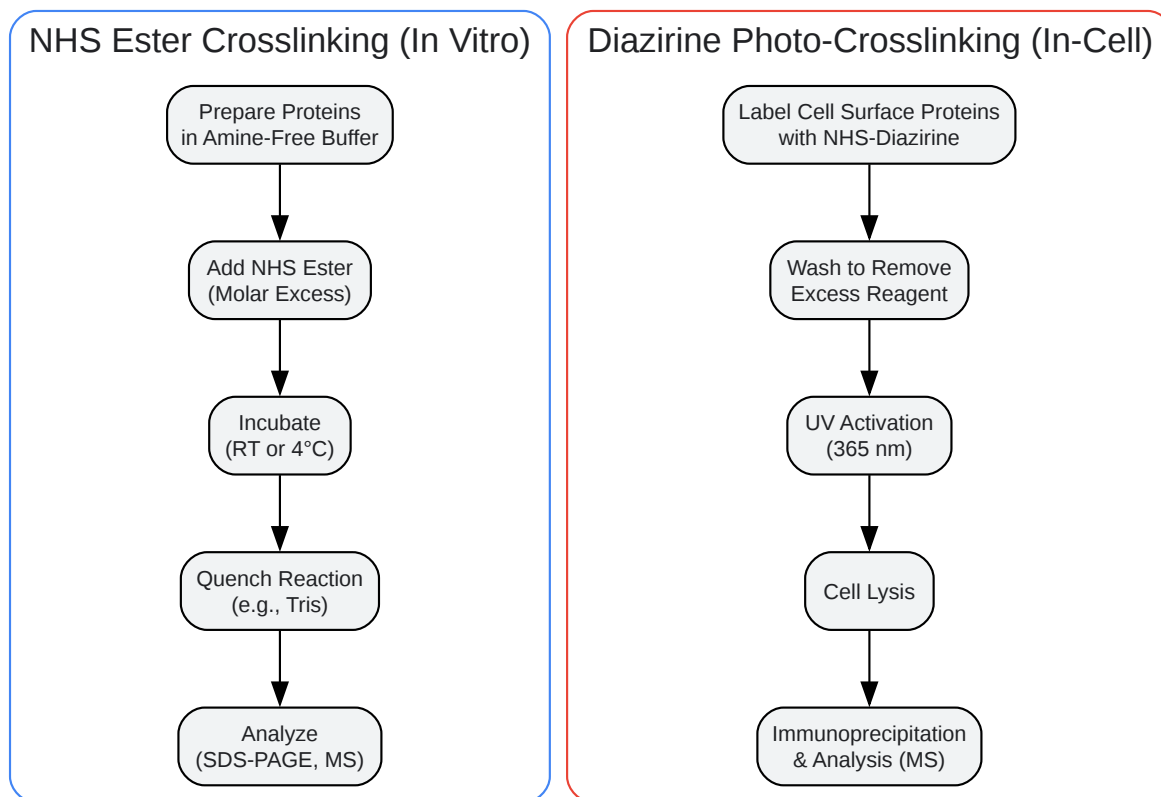 NHS Ester Crosslinking (In Vitro)
Prepare Proteins
in Amine-Free Buffer
Add NHS Ester
(Molar Excess)
Incubate
(RT or 4°C)
Quench Reaction
(e.g., Tris)
Analyze
(SDS-PAGE, MS)
Diazirine Photo-Crosslinking (In-Cell)
Label Cell Surface Proteins
with NHS-Diazirine
Wash to Remove
Excess Reagent
UV Activation
(365 nm)
Cell Lysis
Immunoprecipitation
& Analysis (MS)